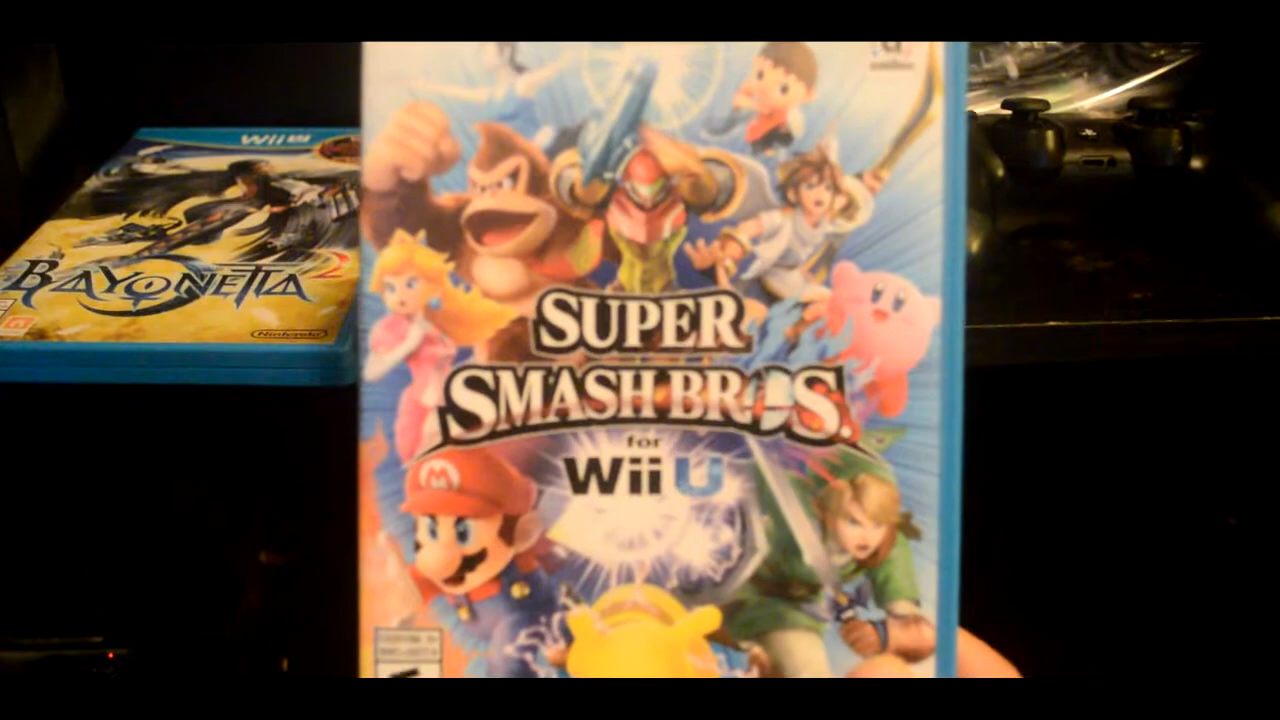 Wii U
BAYONETTA 2
Nintendo
SUPER
SMASH BROS.
for
Wii U
M